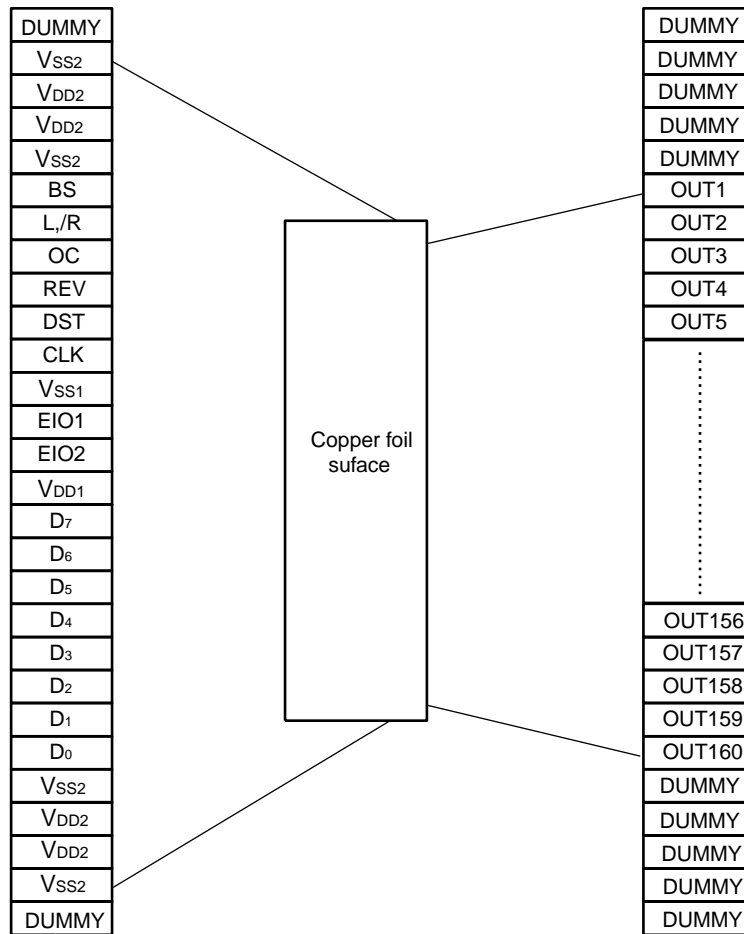 DUMMY
VSS2
VDD2
VDD2
VSS2
BS
L,/R
OC
REV
DST
CLK
VSS1
EIO1
EIO2
VDD1
D7
D6
D5
D4
D3
D2
D1
D0
VSS2
VDD2
VDD2
VSS2
DUMMY
Copper foil
suface
DUMMY
DUMMY
DUMMY
DUMMY
DUMMY
OUT1
OUT2
OUT3
OUT4
OUT5
OUT156
OUT157
OUT158
OUT159
OUT160
DUMMY
DUMMY
DUMMY
DUMMY
DUMMY